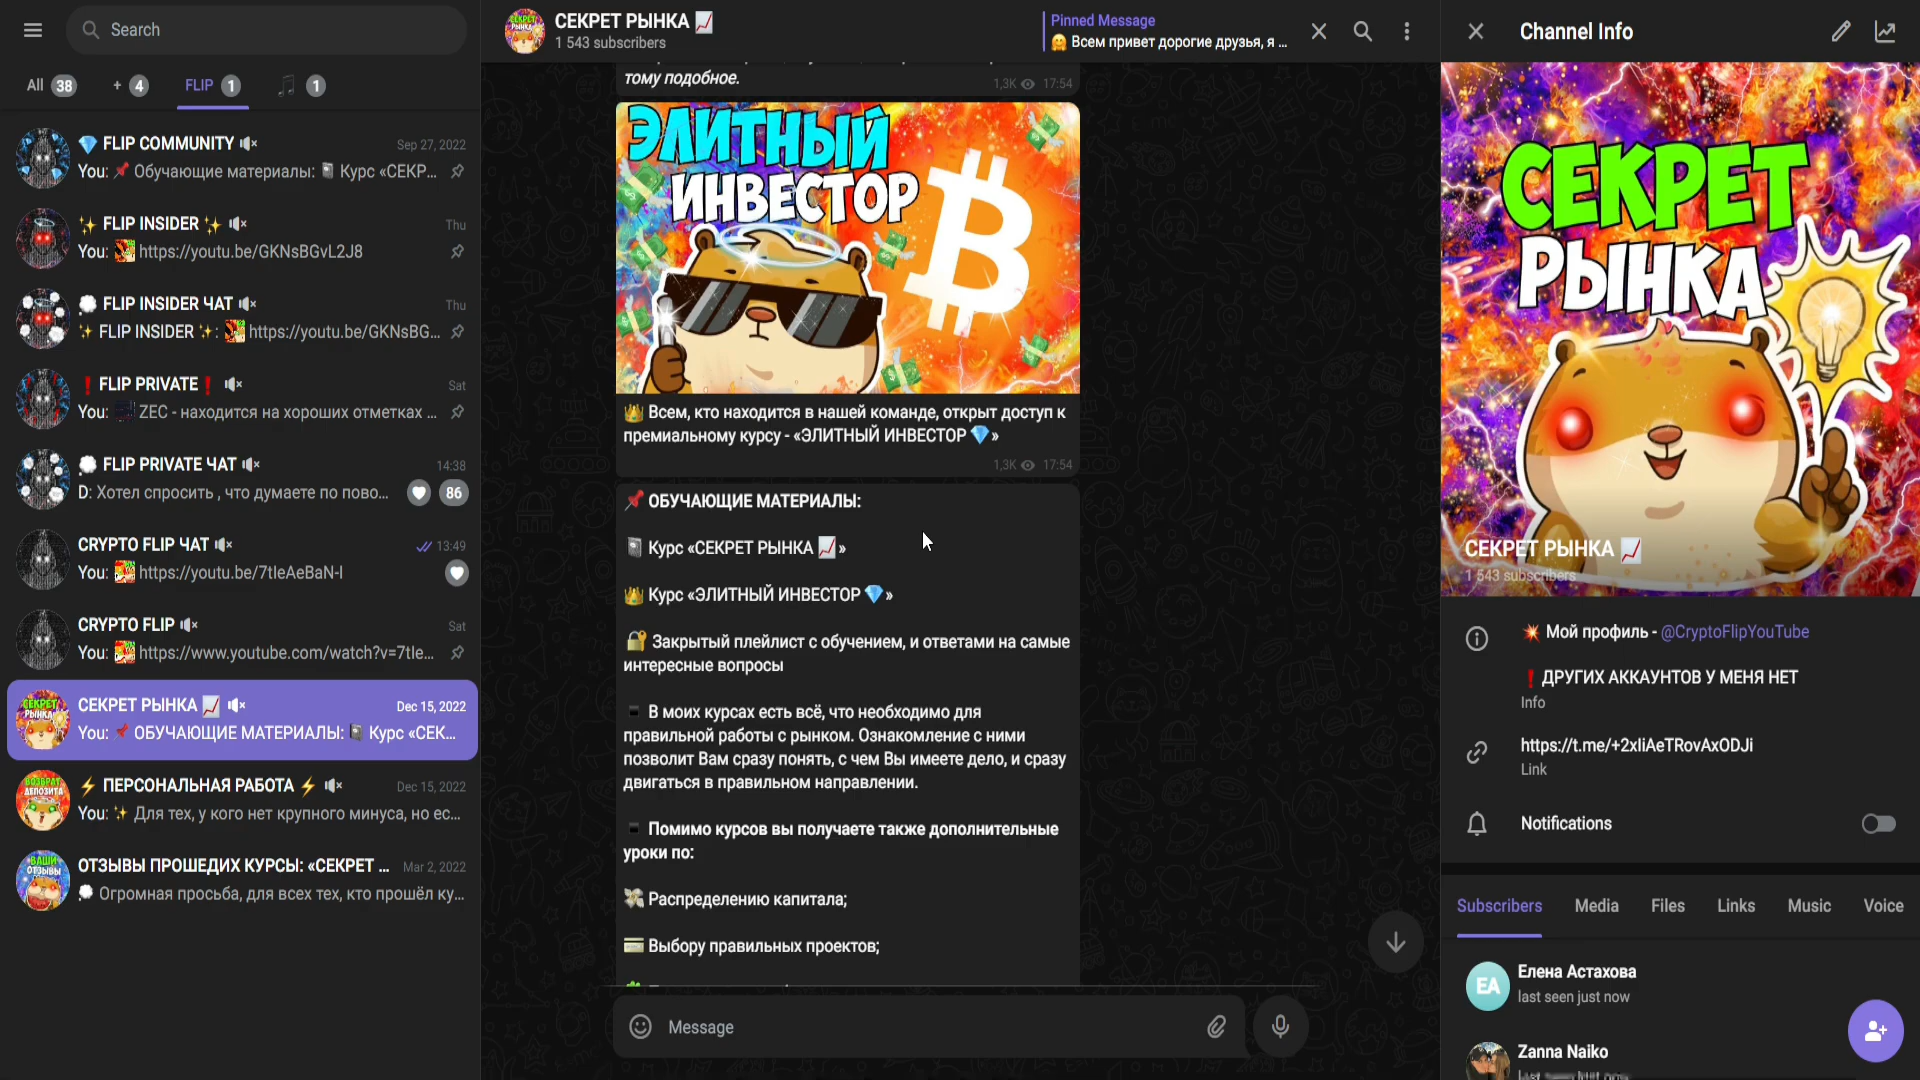 Search
All 38
+ 4
FLIP 1
1
FLIP COMMUNITY
Sep 27, 2022
You: 📌 Обучающие материалы: 📓 Курс «СЕКР...
✨ FLIP INSIDER ✨
Thu
You: https://youtu.be/GKNsBGvL2J8
FLIP INSIDER ЧАТ
Thu
✨ FLIP INSIDER ✨: https://youtu.be/GKNsBG...
❗ FLIP PRIVATE ❗
Sat
You: ZEC - находится на хороших отметках ...
FLIP PRIVATE ЧАТ
14:38
D: Хотел спросить , что думаете по пово...
86
CRYPTO FLIP ЧАТ
13:49
You: https://youtu.be/7tleAeBaN-I
CRYPTO FLIP
Sat
You: https://www.youtube.com/watch?v=7tle...
СЕКРЕТ РЫНКА 📈
Dec 15, 2022
You: 📌 ОБУЧАЮЩИЕ МАТЕРИАЛЫ: 📓 Курс «СЕК...
⚡ ПЕРСОНАЛЬНАЯ РАБОТА ⚡
Dec 15, 2022
You: ✨ Для тех, у кого нет крупного минуса, но ес...
ОТЗЫВЫ ПРОШЕДИХ КУРСЫ: «СЕКРЕТ ...
Mar 2, 2022
Огромная просьба, для всех тех, кто прошёл ку...
СЕКРЕТ РЫНКА 📈
1 543 subscribers
Pinned Message
🤗 Всем привет дорогие друзья, я ...
тому подобное.
1,3K 17:54
ЭЛИТНЫЙ
ИНВЕСТОР
👑 Всем, кто находится в нашей команде, открыт доступ к
премиальному курсу - «ЭЛИТНЫЙ ИНВЕСТОР 💎»
1,3K 17:54
📌 ОБУЧАЮЩИЕ МАТЕРИАЛЫ:
📓 Курс «СЕКРЕТ РЫНКА 📈»
👑 Курс «ЭЛИТНЫЙ ИНВЕСТОР 💎»
🔐 Закрытый плейлист с обучением, и ответами на самые
интересные вопросы
▪ В моих курсах есть всё, что необходимо для
правильной работы с рынком. Ознакомление с ними
позволит Вам сразу понять, с чем Вы имеете дело, и сразу
двигаться в правильном направлении.
▪ Помимо курсов вы получаете также дополнительные
уроки по:
💸 Распределению капитала;
💳 Выбору правильных проектов;
Message
Channel Info
СЕКРЕТ
РЫНКА
СЕКРЕТ РЫНКА 📈
1 543 subscribers
💥 Мой профиль - @CryptoFlipYouTube
❗ ДРУГИХ АККАУНТОВ У МЕНЯ НЕТ
Info
https://t.me/+2xliAeTRovAxODJi
Link
Notifications
Subscribers Media Files Links Music Voice
EA
Елена Астахова
last seen just now
Zanna Naiko